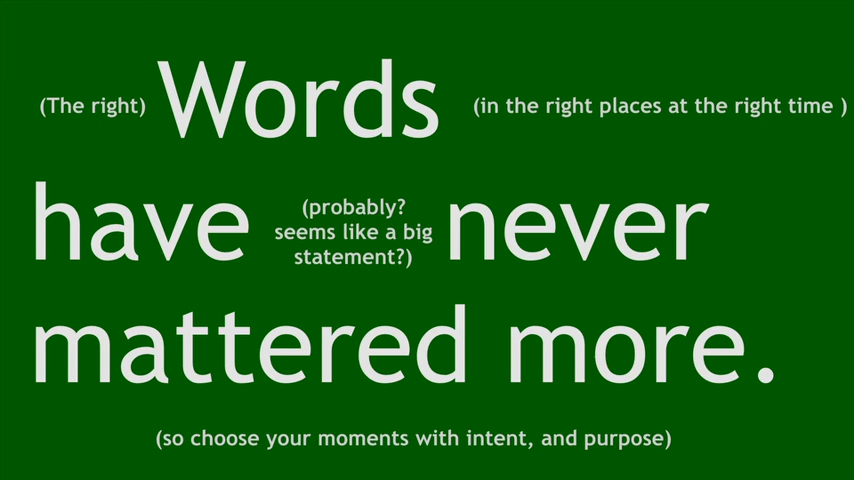 (The right) Words (in the right places at the right time )
have (probably? seems like a big statement?) never
mattered more.
(so choose your moments with intent, and purpose)